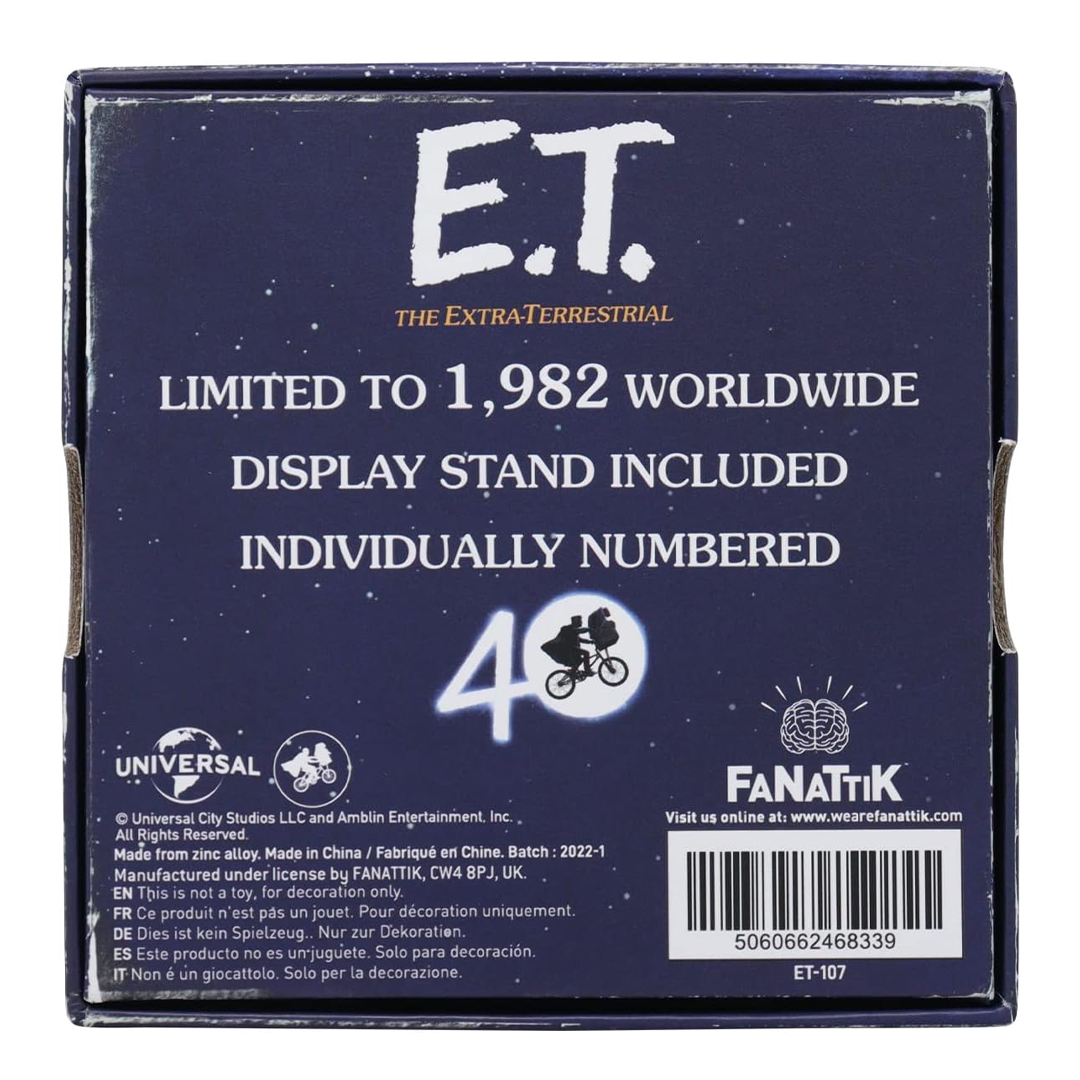 E.T.
THE EXTRA-TERRESTRIAL
LIMITED TO 1,982 WORLDWIDE
DISPLAY STAND INCLUDED
INDIVIDUALLY NUMBERED
40
UNIVERSAL
© Universal City Studios LLC and Amblin Entertainment, Inc.
All Rights Reserved.
Made from zinc alloy. Made in China / Fabriqué en Chine. Batch : 2022-1
Manufactured under license by FANATTIK, CW4 8PJ, UK.
EN This is not a toy, for decoration only.
FR Ce produit n'est pas un jouet. Pour décoration uniquement.
DE Dies ist kein Spielzeug.. Nur zur Dekoration.
ES Este producto no es un juguete. Solo para decoración.
IT Non é un giocattolo. Solo per la decorazione.
FANATTIK
Visit us online at: www.wearefanattik.com
5060662468339
ET-107